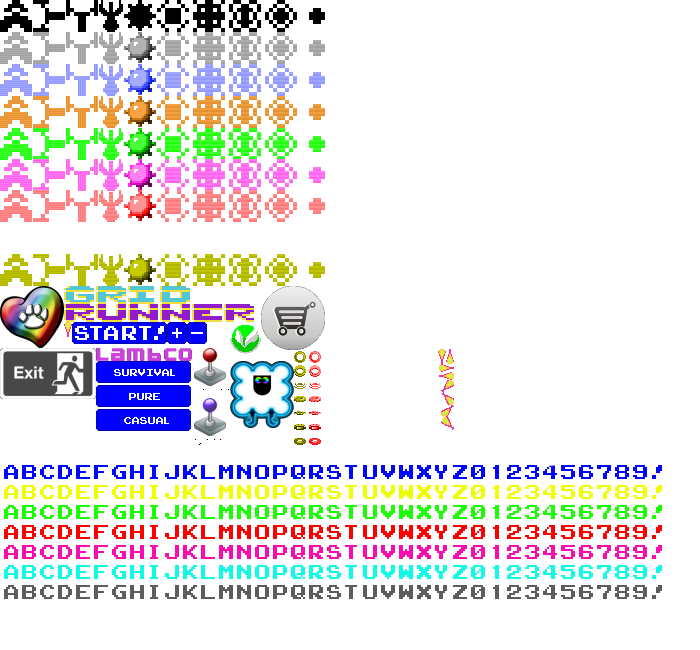 GRID
RUNNER
START! + −
Lambco
Exit
SURVIVAL
PURE
CASUAL
ABCDEFGHIJKLMNOPQRSTUVWXYZ0123456789.!
ABCDEFGHIJKLMNOPQRSTUVWXYZ0123456789.!
ABCDEFGHIJKLMNOPQRSTUVWXYZ0123456789.!
ABCDEFGHIJKLMNOPQRSTUVWXYZ0123456789.!
ABCDEFGHIJKLMNOPQRSTUVWXYZ0123456789.!
ABCDEFGHIJKLMNOPQRSTUVWXYZ0123456789.!
ABCDEFGHIJKLMNOPQRSTUVWXYZ0123456789.!